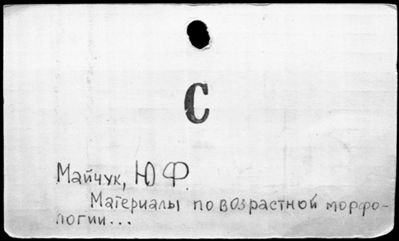 С
Майчук, Ю.Ф.
Материалы по возрастной морфо-
логии...